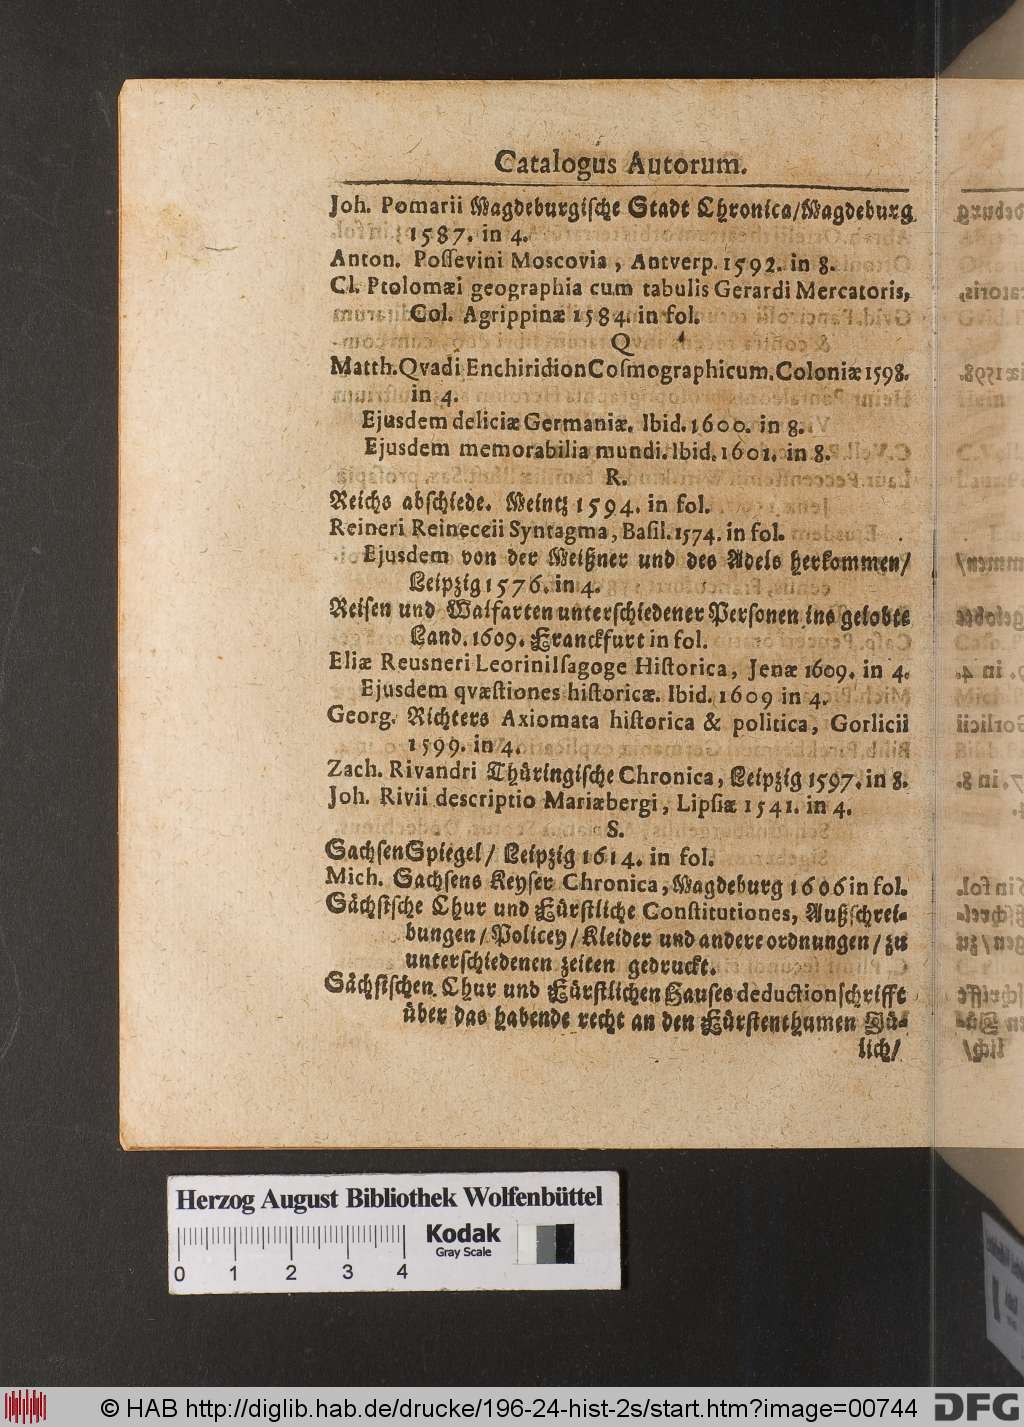 Catalogus Autorum.
Joh. Pomarii Magdeburgische Stadt Chronica/Magdeburg
1587. in 4.
Anton. Possevini Moscovia, Antverp. 1592. in 8.
Cl. Ptolomæi geographia cum tabulis Gerardi Mercatoris,
Col. Agrippinæ 1584. in fol.
Q
Matth. Qvadi Enchiridion Cosmographicum. Coloniæ 1598.
in 4.
Ejusdem deliciæ Germaniæ. Ibid. 1600. in 8.
Ejusdem memorabilia mundi. Ibid. 1601. in 8.
R.
Reichs abschiede. Meintz 1594. in fol.
Reineri Reineceii Syntagma, Basil. 1574. in fol.
Ejusdem von der Meißner und des Adels herkommen/
Leipzig 1576. in 4.
Reisen und Walfarten unterschiedener Personen ins gelobte
Land. 1609. Franckfurt in fol.
Eliæ Reusneri Leorini Isagoge Historica, Jenæ 1609. in 4.
Ejusdem qvæstiones historicæ. Ibid. 1609 in 4.
Georg. Richters Axiomata historica & politica, Gorlicii
1599. in 4.
Zach. Rivandri Thüringische Chronica, Leipzig 1597. in 8.
Joh. Rivii descriptio Mariæbergi, Lipsiæ 1541. in 4.
S.
SachsenSpiegel/ Leipzig 1614. in fol.
Mich. Sachsens Keyser Chronica, Magdeburg 1606 in fol.
Sächsische Chur und Fürstliche Constitutiones, Außschrei-
bungen/Policey/Kleider und andere ordnungen/zu
unterschiedenen zeiten gedruckt.
Sächsischen Chur und Fürstlichen Hauses deductionschrifft
über das habende recht an den Fürstenthumen Jü-
lich/
Herzog August Bibliothek Wolfenbüttel
Kodak
Gray Scale
0 1 2 3 4
© HAB http://diglib.hab.de/drucke/196-24-hist-2s/start.htm?image=00744
DFG